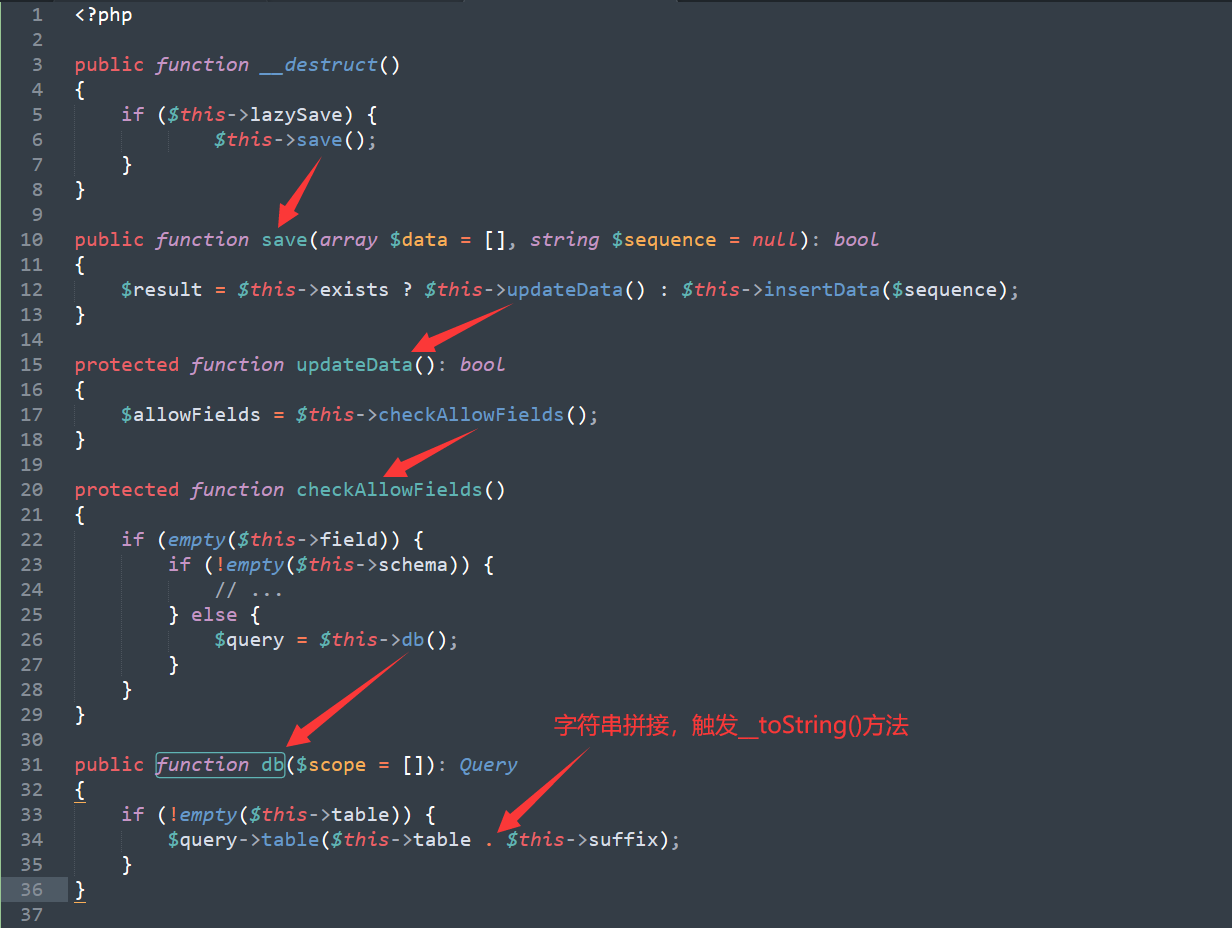 1 <?php
2
3 public function __destruct()
4 {
5     if ($this->lazySave) {
6             $this->save();
7     }
8 }
9
10 public function save(array $data = [], string $sequence = null): bool
11 {
12     $result = $this->exists ? $this->updateData() : $this->insertData($sequence);
13 }
14
15 protected function updateData(): bool
16 {
17     $allowFields = $this->checkAllowFields();
18 }
19
20 protected function checkAllowFields()
21 {
22     if (empty($this->field)) {
23         if (!empty($this->schema)) {
24             // ...
25         } else {
26             $query = $this->db();
27         }
28     }
29 }
字符串拼接，触发__toString()方法
30
31 public function db($scope = []): Query
32 {
33     if (!empty($this->table)) {
34         $query->table($this->table . $this->suffix);
35     }
36 }
37